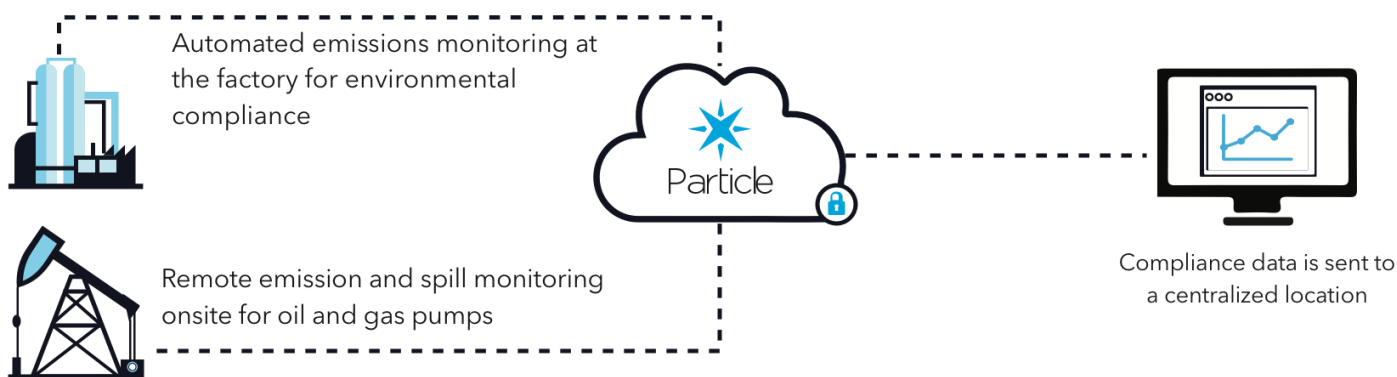 Automated emissions monitoring at
the factory for environmental
compliance
Particle
Remote emission and spill monitoring
onsite for oil and gas pumps
Compliance data is sent to
a centralized location